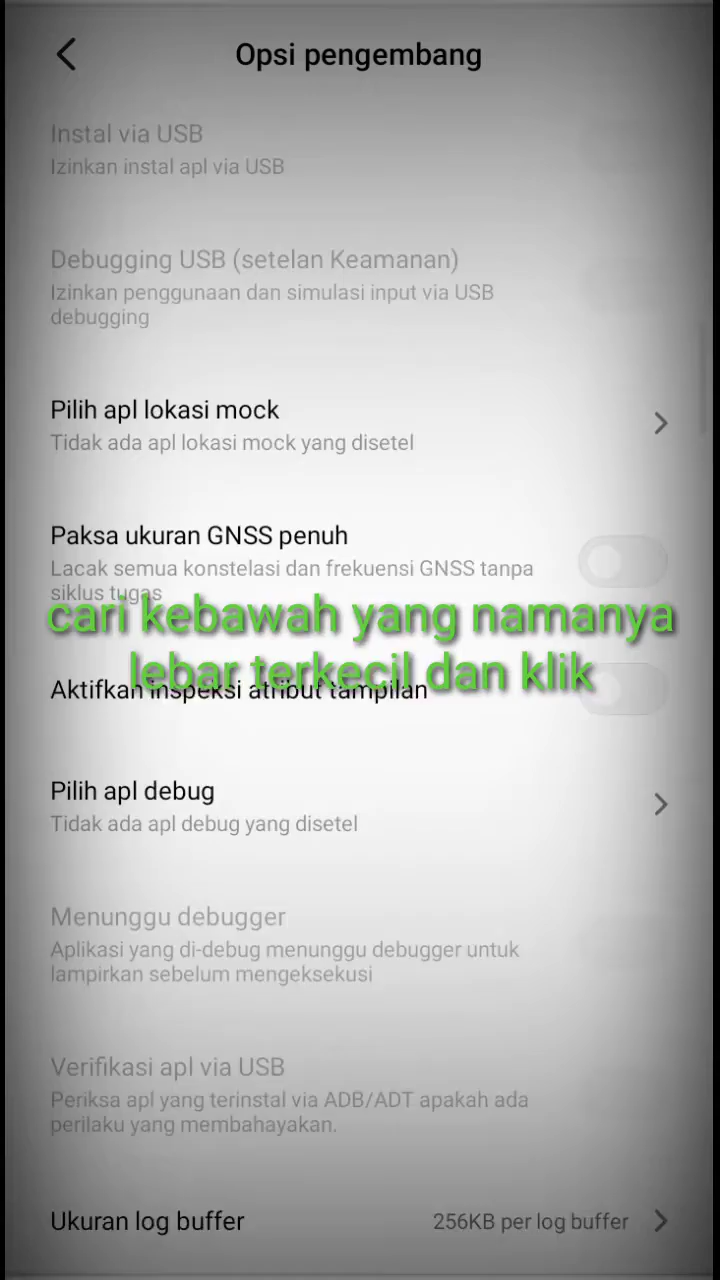 Opsi pengembang
Instal via USB
Izinkan instal apl via USB
Debugging USB (setelan Keamanan)
Izinkan penggunaan dan simulasi input via USB
debugging
Pilih apl lokasi mock
Tidak ada apl lokasi mock yang disetel
Paksa ukuran GNSS penuh
Lacak semua konstelasi dan frekuensi GNSS tanpa
siklus tugas
cari kebawah yang namanya
lebar terkecil dan klik
Aktifkan inspeksi atribut tampilan
Pilih apl debug
Tidak ada apl debug yang disetel
Menunggu debugger
Aplikasi yang di-debug menunggu debugger untuk
lampirkan sebelum mengeksekusi
Verifikasi apl via USB
Periksa apl yang terinstal via ADB/ADT apakah ada
perilaku yang membahayakan.
Ukuran log buffer 256KB per log buffer